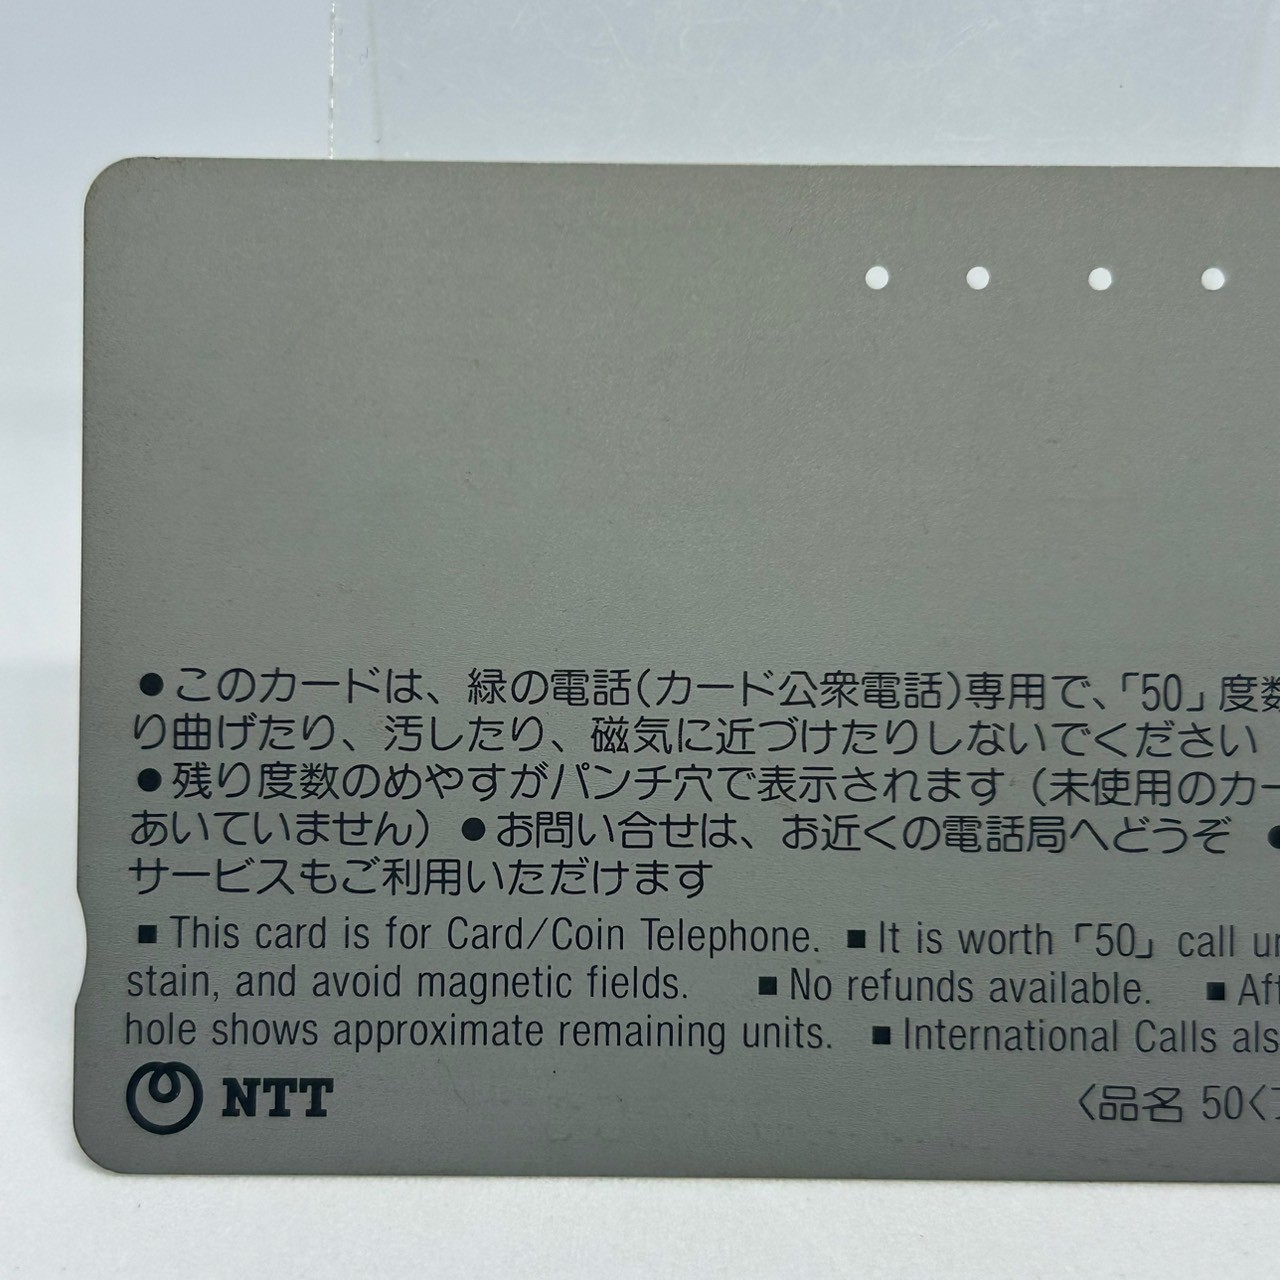 ●このカードは、緑の電話(カード公衆電話)専用で、「50」度数
り曲げたり、汚したり、磁気に近づけたりしないでください
●残り度数のめやすがパンチ穴で表示されます(未使用のカー
あいていません) ●お問い合せは、お近くの電話局へどうぞ ●
サービスもご利用いただけます
■This card is for Card/Coin Telephone. ■It is worth「50」call un
stain, and avoid magnetic fields. ■No refunds available. ■Aft
hole shows approximate remaining units. ■International Calls als
NTT 〈品名 50〈